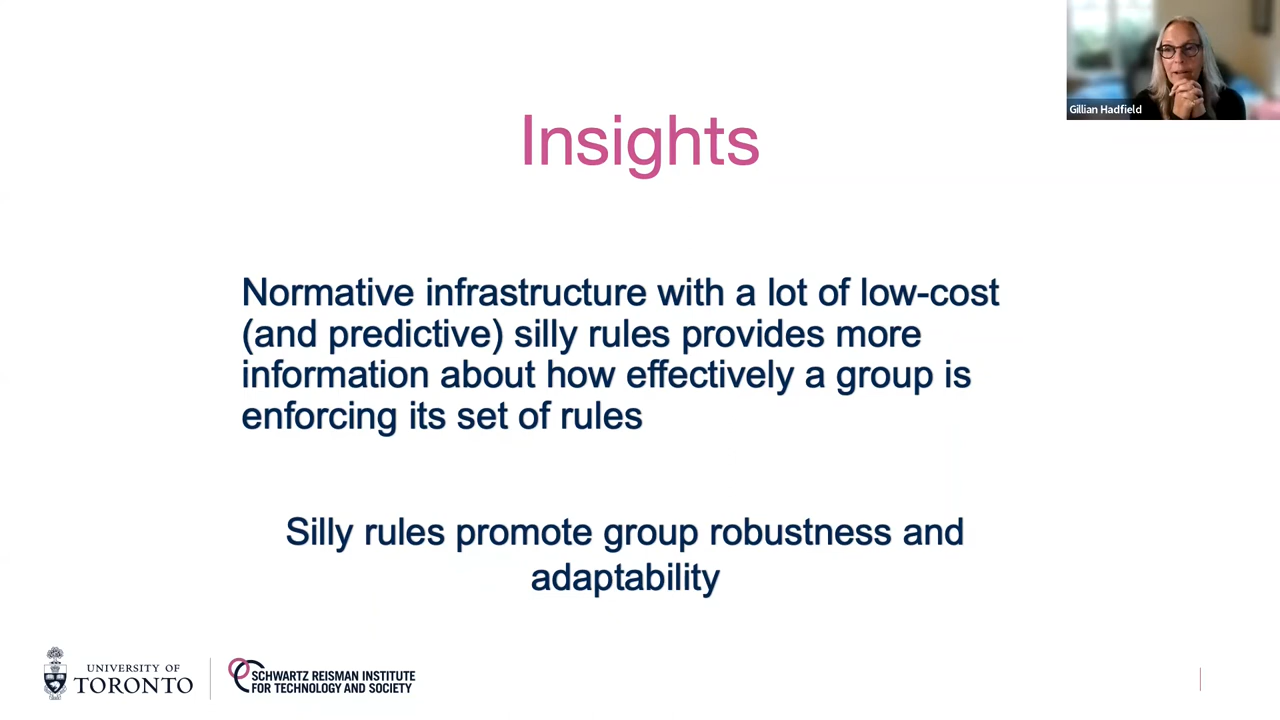 Gillian Hadfield
Insights
Normative infrastructure with a lot of low-cost
(and predictive) silly rules provides more
information about how effectively a group is
enforcing its set of rules
Silly rules promote group robustness and
adaptability
UNIVERSITY OF
TORONTO
SCHWARTZ REISMAN INSTITUTE
FOR TECHNOLOGY AND SOCIETY